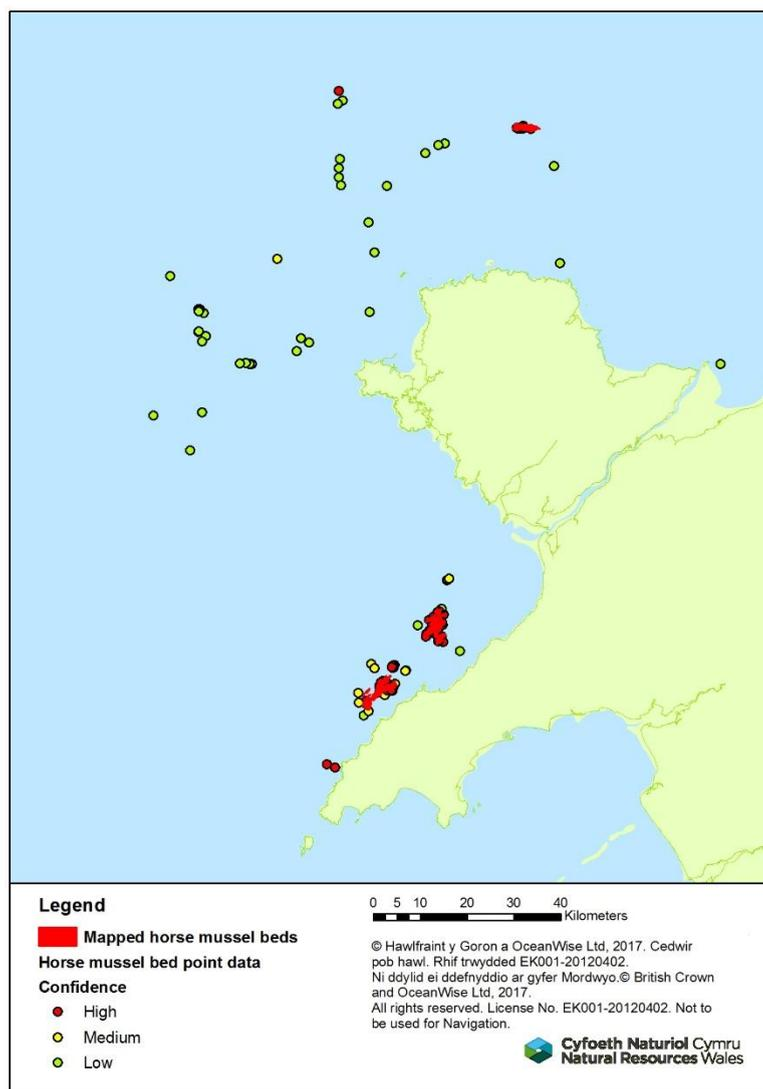 Legend
Mapped horse mussel beds
Horse mussel bed point data
Confidence
High
Medium
Low
0 5 10 20 30 40
Kilometers
© Hawlfraint y Goron a OceanWise Ltd, 2017. Cedwir
pob hawl. Rhif trwydded EK001-20120402.
Ni ddylid ei ddefnyddio ar gyfer Mordwyo.© British Crown
and OceanWise Ltd, 2017.
All rights reserved. License No. EK001-20120402. Not to
be used for Navigation.
Cyfoeth Naturiol Cymru
Natural Resources Wales